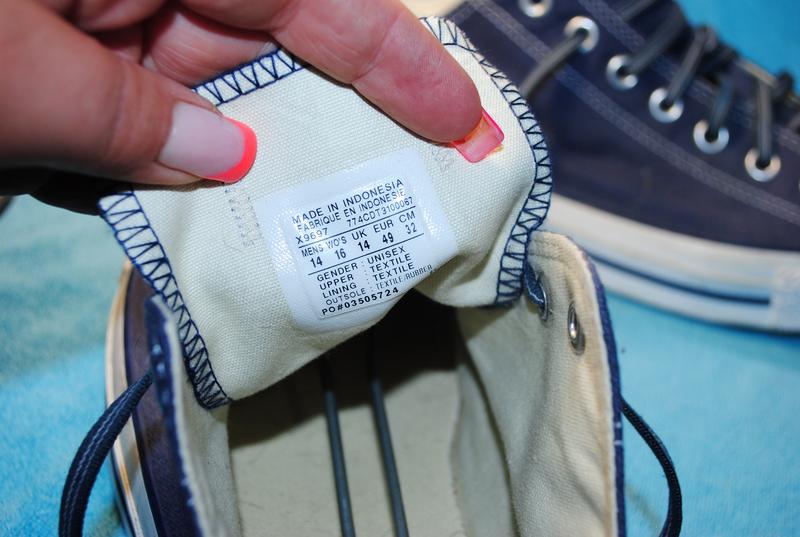 MADE IN INDONESIA
FABRIQUE EN INDONESIE
X9697 774CDT3100067
MENS WO'S UK EUR CM
14 16 14 49 32
GENDER : UNISEX
UPPER : TEXTILE
LINING : TEXTILE
OUTSOLE : TEXTILE/RUBBER
PO#03505724